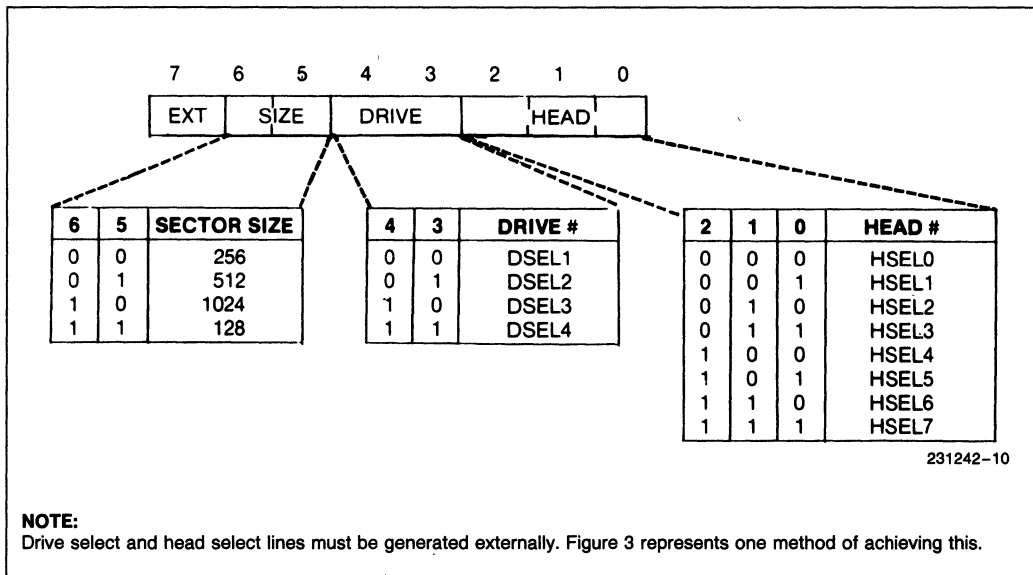 7 6 5 4 3 2 1 0
EXT SIZE DRIVE HEAD
6 5 SECTOR SIZE
0 0 256
0 1 512
1 0 1024
1 1 128
4 3 DRIVE #
0 0 DSEL1
0 1 DSEL2
1 0 DSEL3
1 1 DSEL4
2 1 0 HEAD #
0 0 0 HSEL0
0 0 1 HSEL1
0 1 0 HSEL2
0 1 1 HSEL3
1 0 0 HSEL4
1 0 1 HSEL5
1 1 0 HSEL6
1 1 1 HSEL7
231242-10
NOTE:
Drive select and head select lines must be generated externally. Figure 3 represents one method of achieving this.